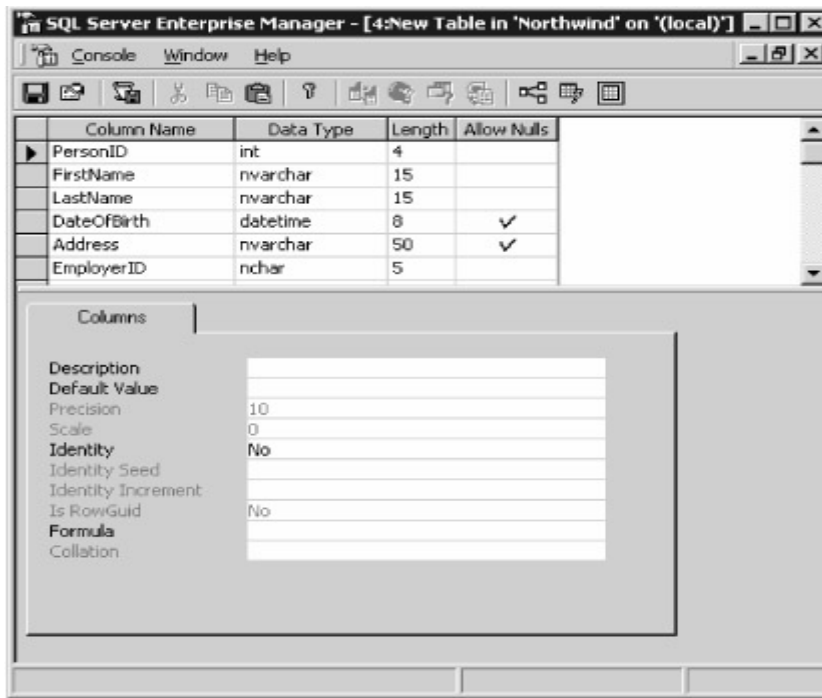 SQL Server Enterprise Manager - [4:New Table in 'Northwind' on '(local)']
Console Window Help
Column Name Data Type Length Allow Nulls
PersonID int 4
FirstName nvarchar 15
LastName nvarchar 15
DateOfBirth datetime 8
Address nvarchar 50
EmployerID nchar 5
Columns
Description
Default Value
Precision 10
Scale 0
Identity No
Identity Seed
Identity Increment
Is RowGuid No
Formula
Collation